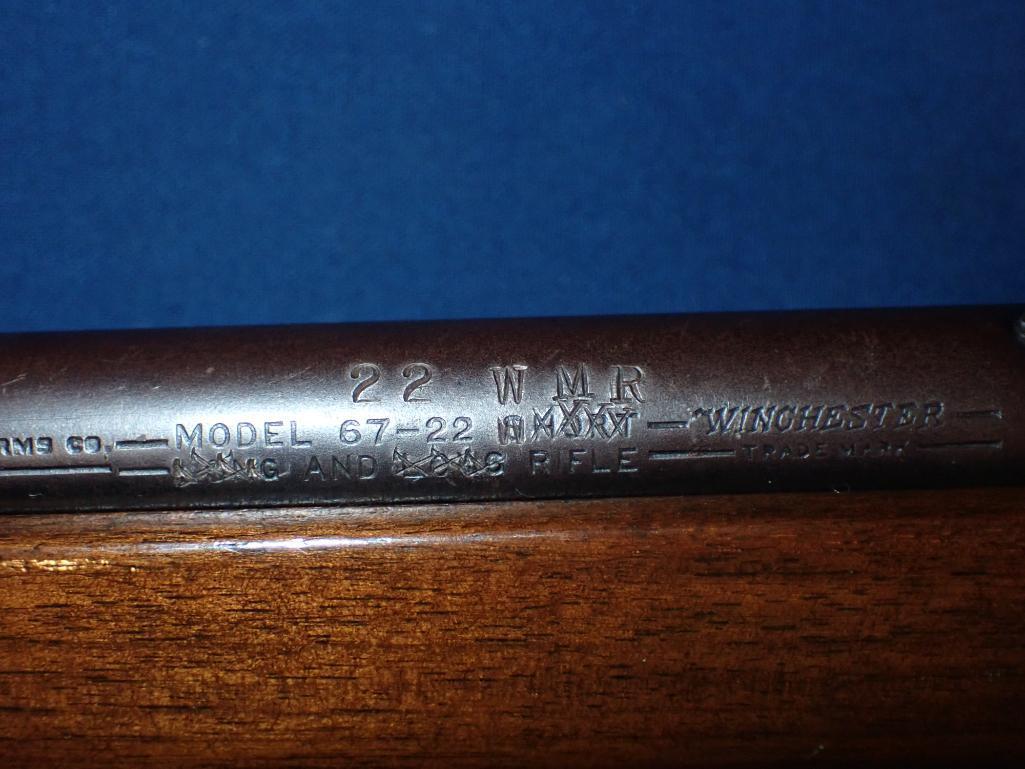 22 WMR
RMS CO. MODEL 67-22 WINCHESTER
AND RIFLE TRADE MARK